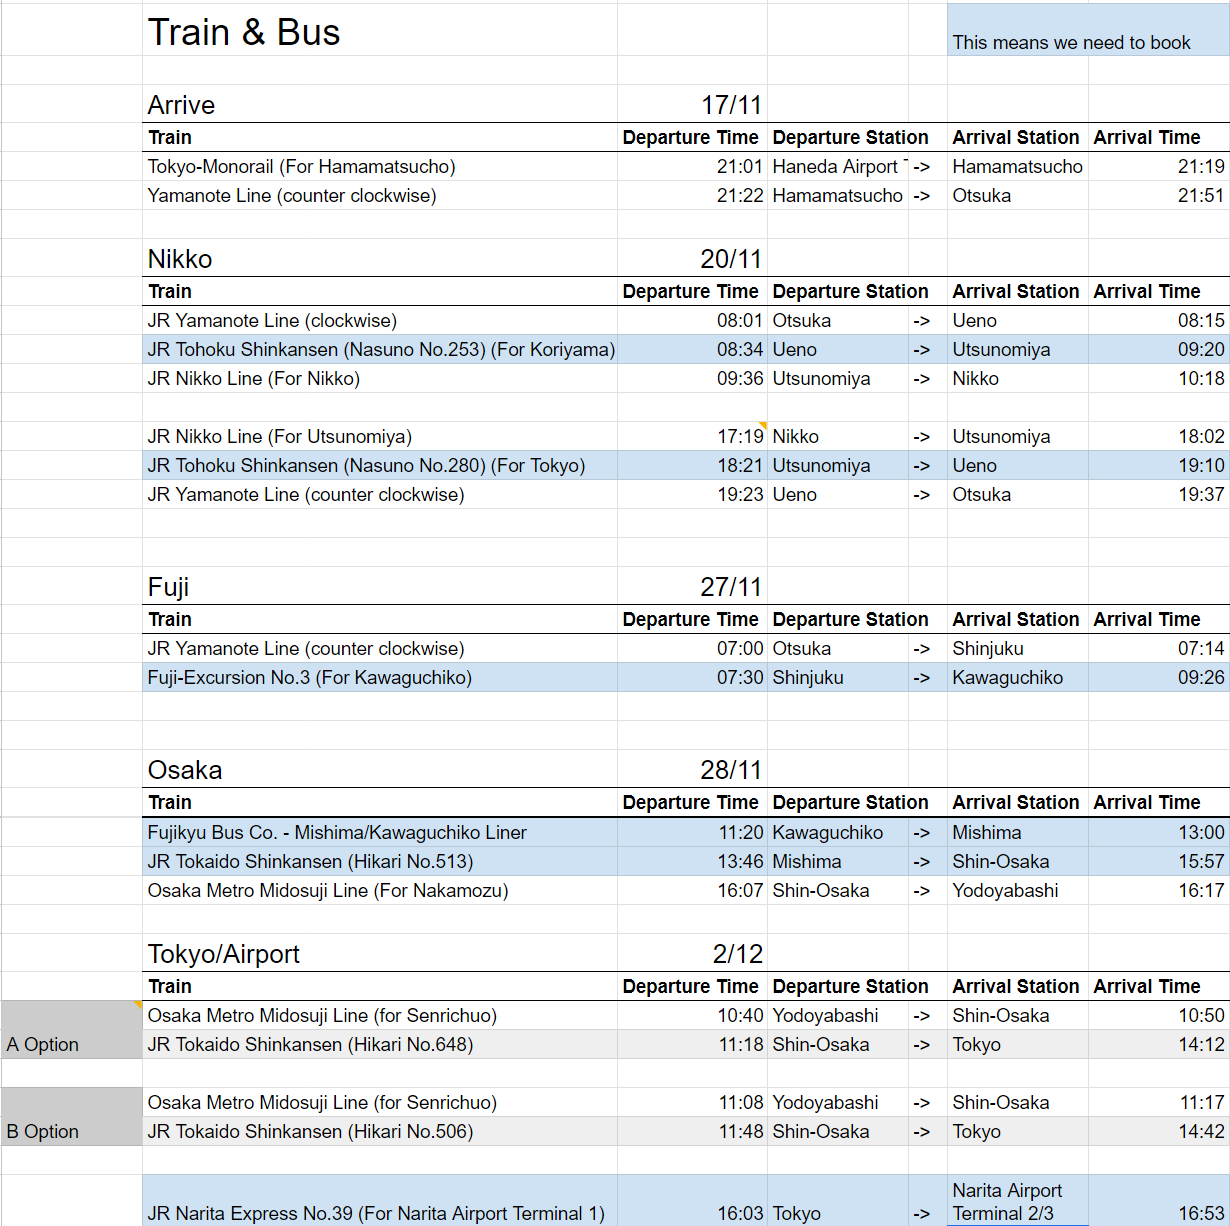 Train & Bus
This means we need to book
Arrive 17/11
Train Departure Time Departure Station Arrival Station Arrival Time
Tokyo-Monorail (For Hamamatsucho) 21:01 Haneda Airport -> Hamamatsucho 21:19
Yamanote Line (counter clockwise) 21:22 Hamamatsucho -> Otsuka 21:51
Nikko 20/11
Train Departure Time Departure Station Arrival Station Arrival Time
JR Yamanote Line (clockwise) 08:01 Otsuka -> Ueno 08:15
JR Tohoku Shinkansen (Nasuno No.253) (For Koriyama) 08:34 Ueno -> Utsunomiya 09:20
JR Nikko Line (For Nikko) 09:36 Utsunomiya -> Nikko 10:18
JR Nikko Line (For Utsunomiya) 17:19 Nikko -> Utsunomiya 18:02
JR Tohoku Shinkansen (Nasuno No.280) (For Tokyo) 18:21 Utsunomiya -> Ueno 19:10
JR Yamanote Line (counter clockwise) 19:23 Ueno -> Otsuka 19:37
Fuji 27/11
Train Departure Time Departure Station Arrival Station Arrival Time
JR Yamanote Line (counter clockwise) 07:00 Otsuka -> Shinjuku 07:14
Fuji-Excursion No.3 (For Kawaguchiko) 07:30 Shinjuku -> Kawaguchiko 09:26
Osaka 28/11
Train Departure Time Departure Station Arrival Station Arrival Time
Fujikyu Bus Co. - Mishima/Kawaguchiko Liner 11:20 Kawaguchiko -> Mishima 13:00
JR Tokaido Shinkansen (Hikari No.513) 13:46 Mishima -> Shin-Osaka 15:57
Osaka Metro Midosuji Line (For Nakamozu) 16:07 Shin-Osaka -> Yodoyabashi 16:17
Tokyo/Airport 2/12
Train Departure Time Departure Station Arrival Station Arrival Time
Osaka Metro Midosuji Line (for Senrichuo) 10:40 Yodoyabashi -> Shin-Osaka 10:50
A Option JR Tokaido Shinkansen (Hikari No.648) 11:18 Shin-Osaka -> Tokyo 14:12
Osaka Metro Midosuji Line (for Senrichuo) 11:08 Yodoyabashi -> Shin-Osaka 11:17
B Option JR Tokaido Shinkansen (Hikari No.506) 11:48 Shin-Osaka -> Tokyo 14:42
Narita Airport
JR Narita Express No.39 (For Narita Airport Terminal 1) 16:03 Tokyo -> Terminal 2/3 16:53